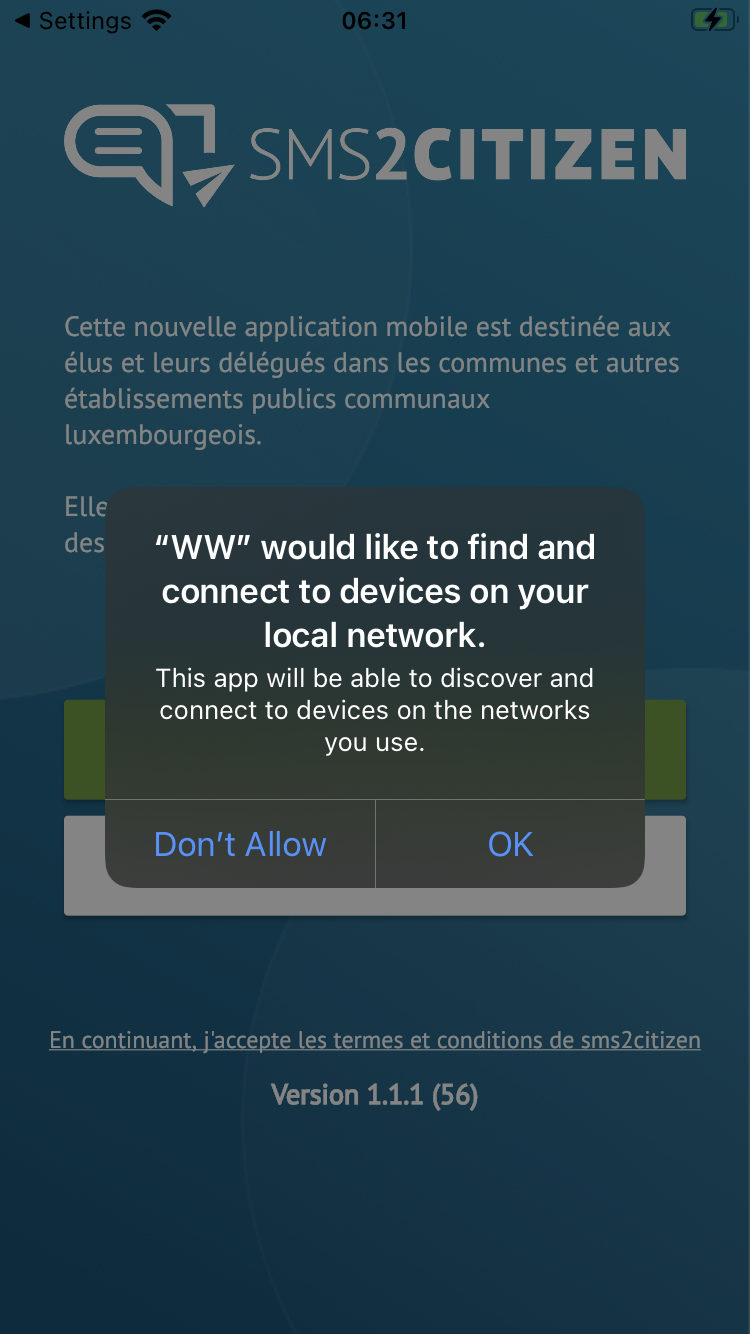 ◀ Settings 06:31
SMS2CITIZEN
Cette nouvelle application mobile est destinée aux
élus et leurs délégués dans les communes et autres
établissements publics communaux
luxembourgeois.
Elle
des
“WW” would like to find and
connect to devices on your
local network.
This app will be able to discover and
connect to devices on the networks
you use.
Don’t Allow OK
En continuant, j'accepte les termes et conditions de sms2citizen
Version 1.1.1 (56)